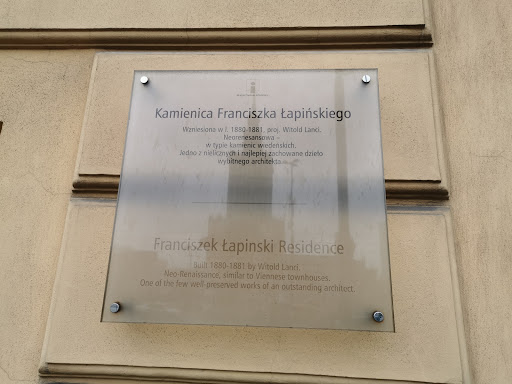 Kamienica Franciszka Łapińskiego
Wzniesiona w l. 1880-1881, proj. Witold Lanci.
Neorenesansowa –
w typie kamienic wiedeńskich.
Jedno z nielicznych i najlepiej zachowane dzieło
wybitnego architekta.
Franciszek Łapinski Residence
Built 1880-1881 by Witold Lanci.
Neo-Renaissance, similar to Viennese townhouses.
One of the few well-preserved works of an outstanding architect.